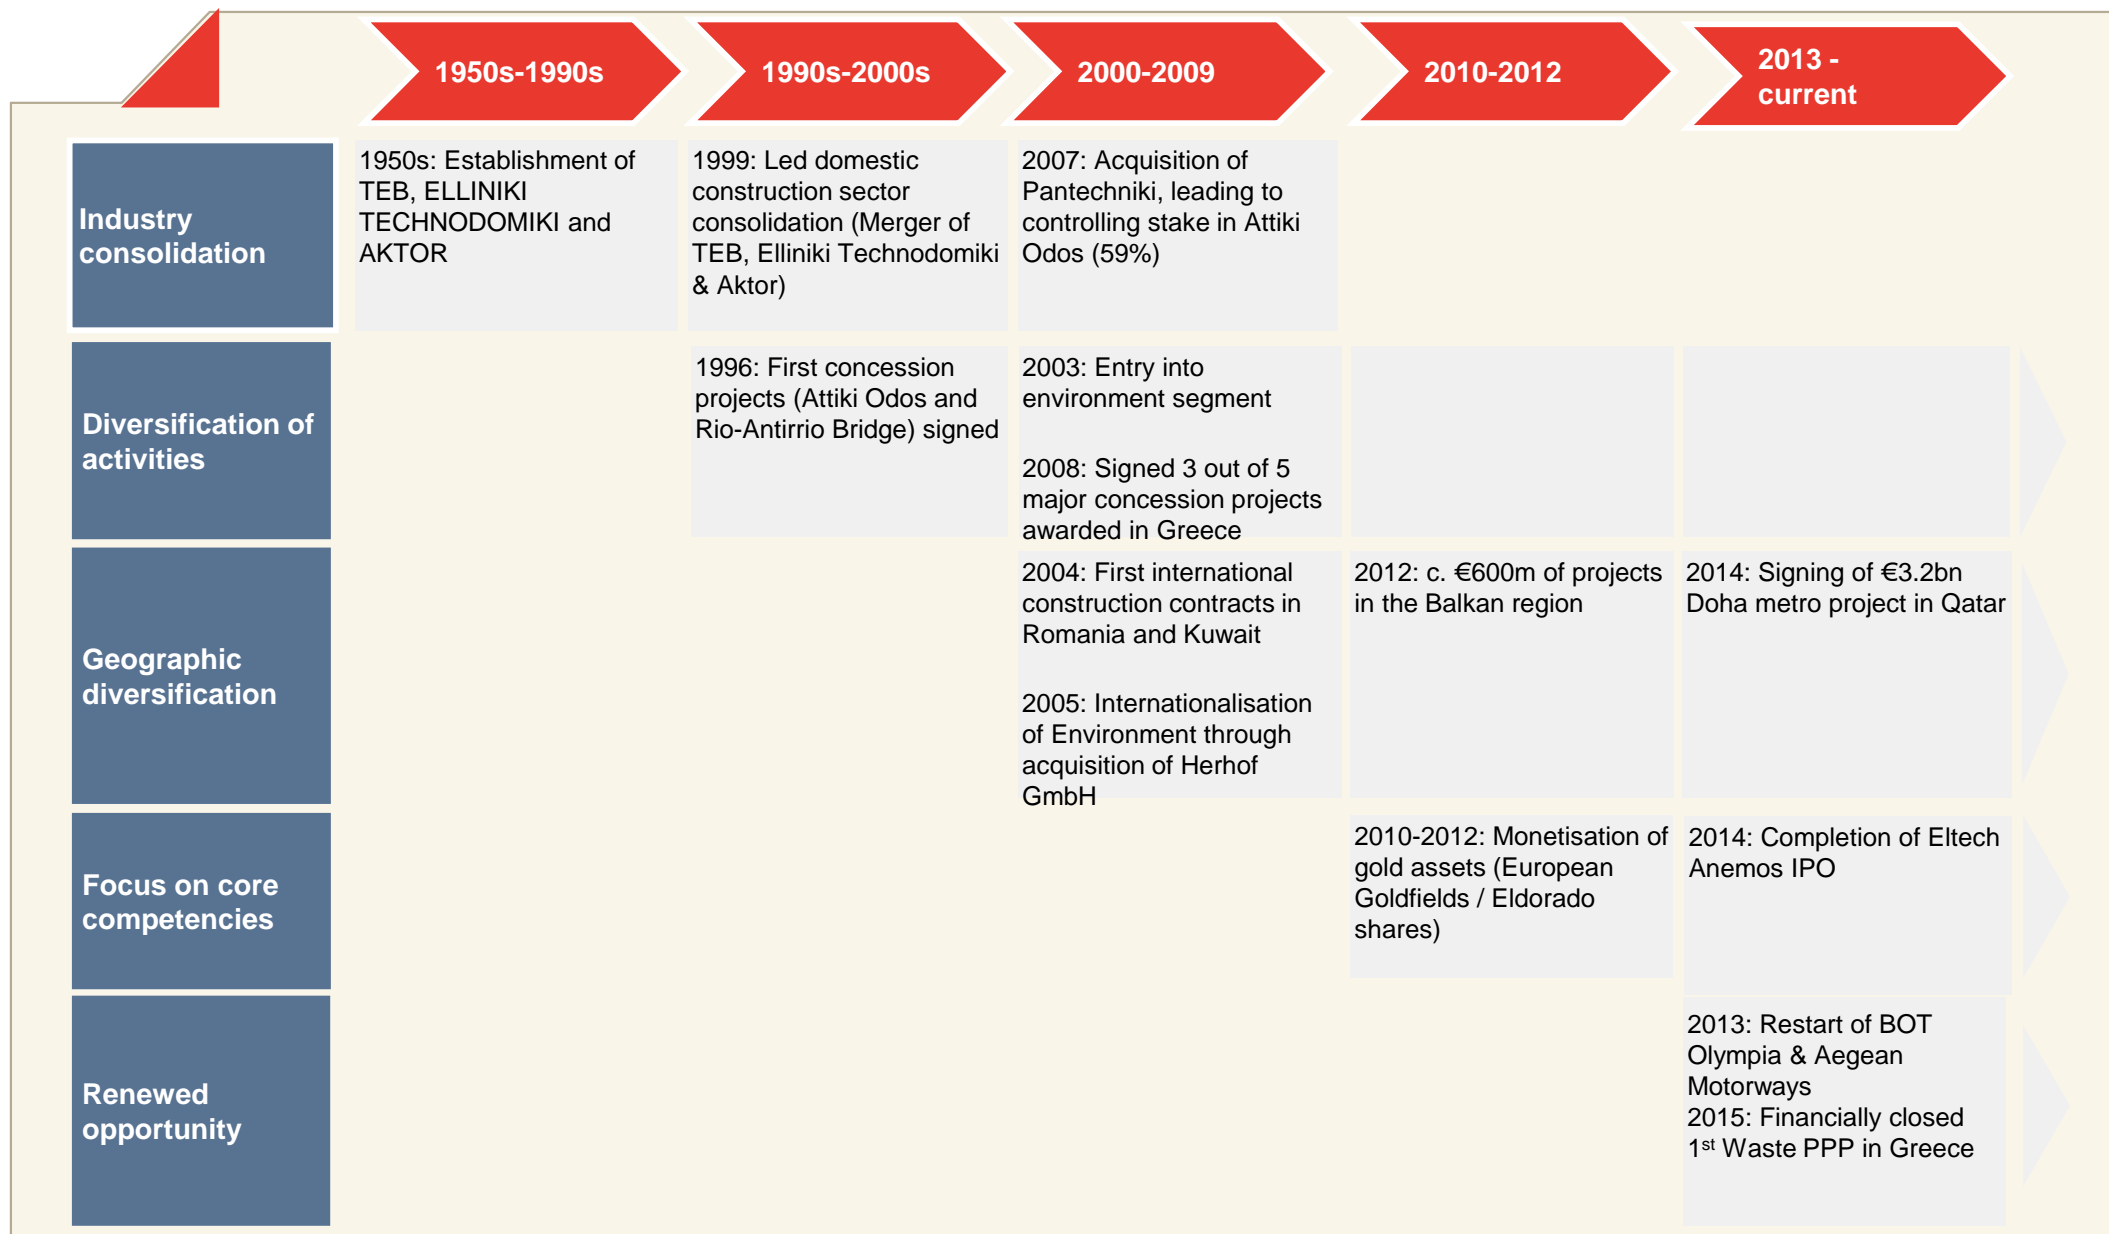 1950s-1990s
1990s-2000s
2000-2009
2010-2012
2013 -
current
Industry
consolidation
1950s: Establishment of
TEB, ELLINIKI
TECHNODOMIKI and
AKTOR
1999: Led domestic
construction sector
consolidation (Merger of
TEB, Elliniki Technodomiki
& Aktor)
2007: Acquisition of
Pantechniki, leading to
controlling stake in Attiki
Odos (59%)
Diversification of
activities
1996: First concession
projects (Attiki Odos and
Rio-Antirrio Bridge) signed
2003: Entry into
environment segment
2008: Signed 3 out of 5
major concession projects
awarded in Greece
Geographic
diversification
2004: First international
construction contracts in
Romania and Kuwait
2005: Internationalisation
of Environment through
acquisition of Herhof
GmbH
2012: c. €600m of projects
in the Balkan region
2014: Signing of €3.2bn
Doha metro project in Qatar
Focus on core
competencies
2010-2012: Monetisation of
gold assets (European
Goldfields / Eldorado
shares)
2014: Completion of Eltech
Anemos IPO
Renewed
opportunity
2013: Restart of BOT
Olympia & Aegean
Motorways
2015: Financially closed
1st Waste PPP in Greece